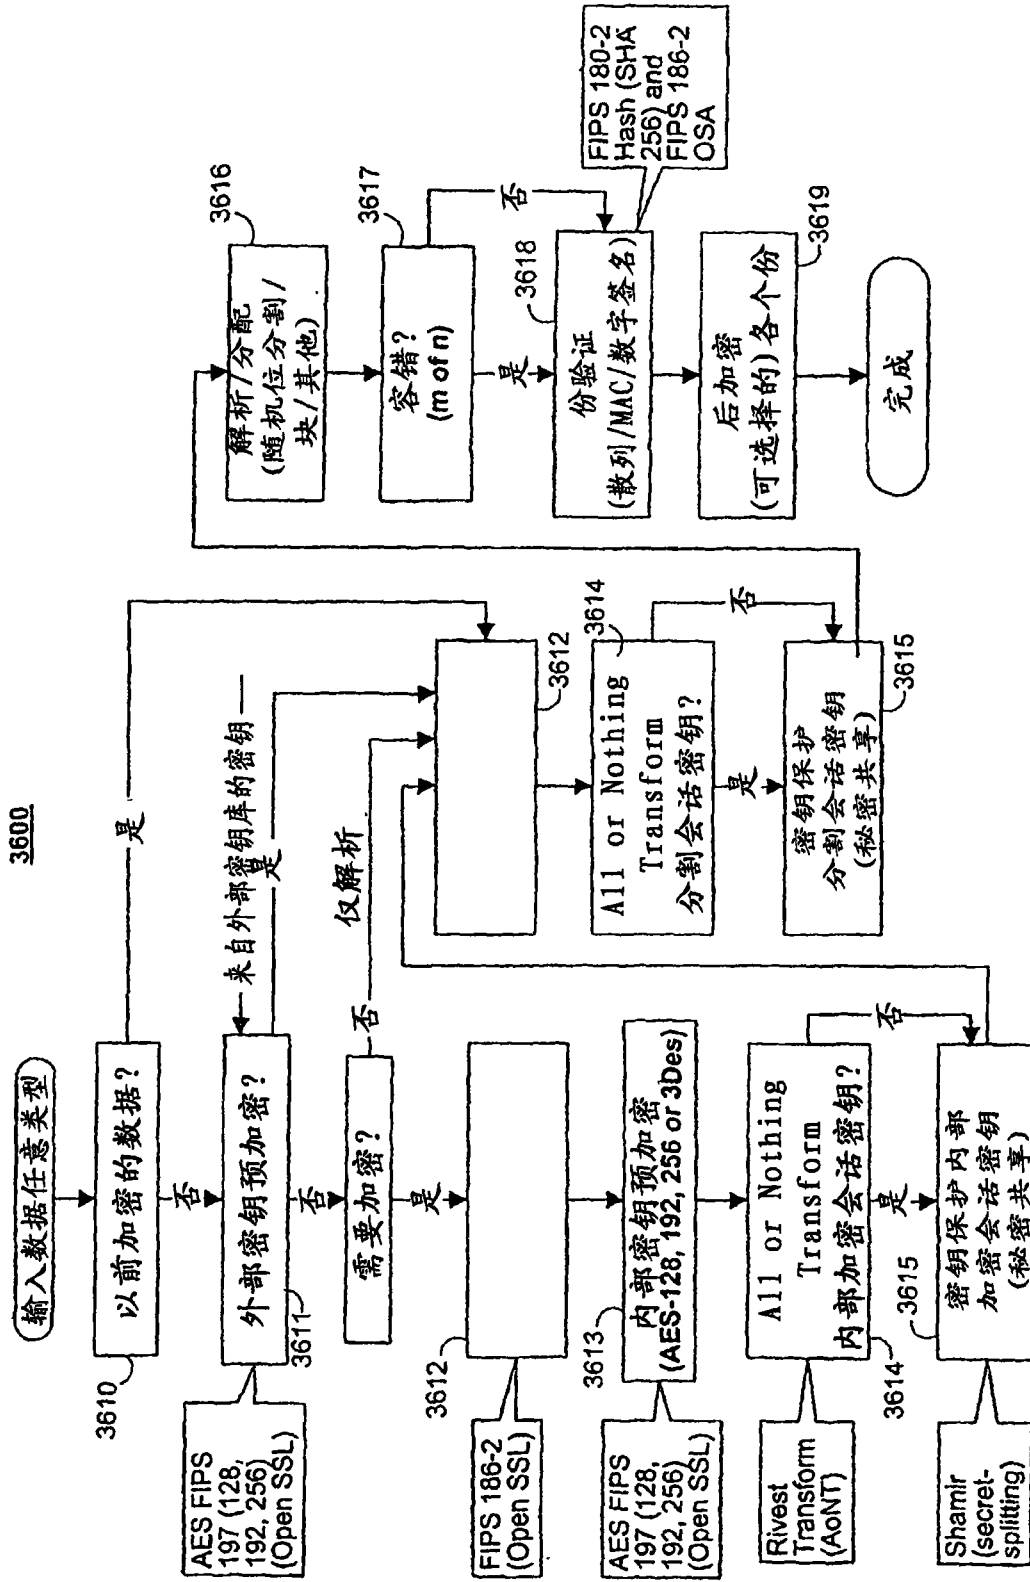 3600
输入数据任意类型
以前加密的数据?
3610
是
否
外部密钥预加密?
3611
来自外部密钥库的密钥
是
AES FIPS
197 (128,
192, 256)
(Open SSL)
否
需要加密?
否
仅解析
是
3612
FIPS 186-2
(Open SSL)
内部密钥预加密
(AES-128, 192, 256 or 3Des)
3613
AES FIPS
197 (128,
192, 256)
(Open SSL)
All or Nothing
Transform
内部加密会话密钥?
3614
Rivest
Transform
(AoNT)
否
是
密钥保护内部
加密会话密钥
(秘密共享)
3615
Shamir
(secret-
splitting)
3612
All or Nothing
Transform
分割会话密钥?
3614
否
是
密钥保护
分割会话密钥
(秘密共享)
3615
解析/分配
(随机位分割/
块/其他)
3616
容错?
(m of n)
3617
否
是
份验证
(散列/MAC/数字签名)
3618
FIPS 180-2
Hash (SHA
256) and
FIPS 186-2
OSA
后加密
(可选择的) 各个份
3619
完成